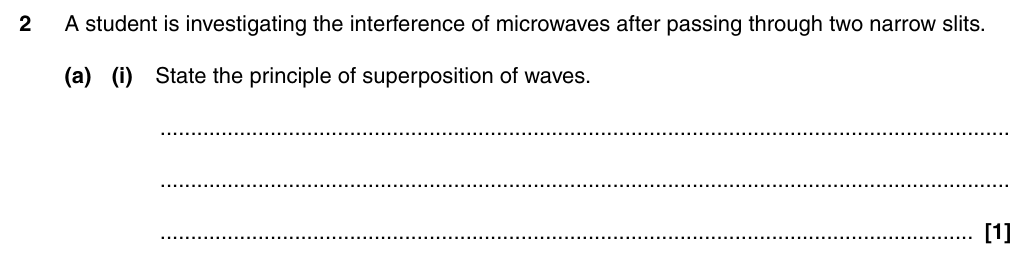 2 A student is investigating the interference of microwaves after passing through two narrow slits.
(a) (i) State the principle of superposition of waves.
..........................................................................................................................................
..........................................................................................................................................
.................................................................................................................................... [1]